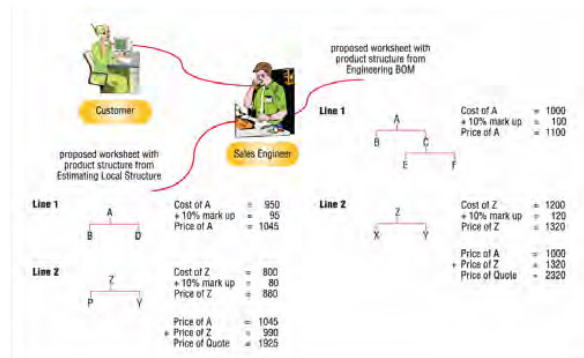 Customer
Sales Engineer
proposed worksheet with
product structure from
Engineering BOM
Line 1
A
B
C
E
F
Cost of A = 1000
+ 10% mark up = 100
Price of A = 1100
Line 2
Z
X
Y
Cost of Z = 1200
+ 10% mark up = 120
Price of Z = 1320
Price of A = 1000
+ Price of Z = 1320
Price of Quote = 2320
proposed worksheet with
product structure from
Estimating Local Structure
Line 1
A
B
D
Cost of A = 950
+ 10% mark up = 95
Price of A = 1045
Line 2
Z
P
Y
Cost of Z = 800
+ 10% mark up = 80
Price of Z = 880
Price of A = 1045
+ Price of Z = 990
Price of Quote = 1925